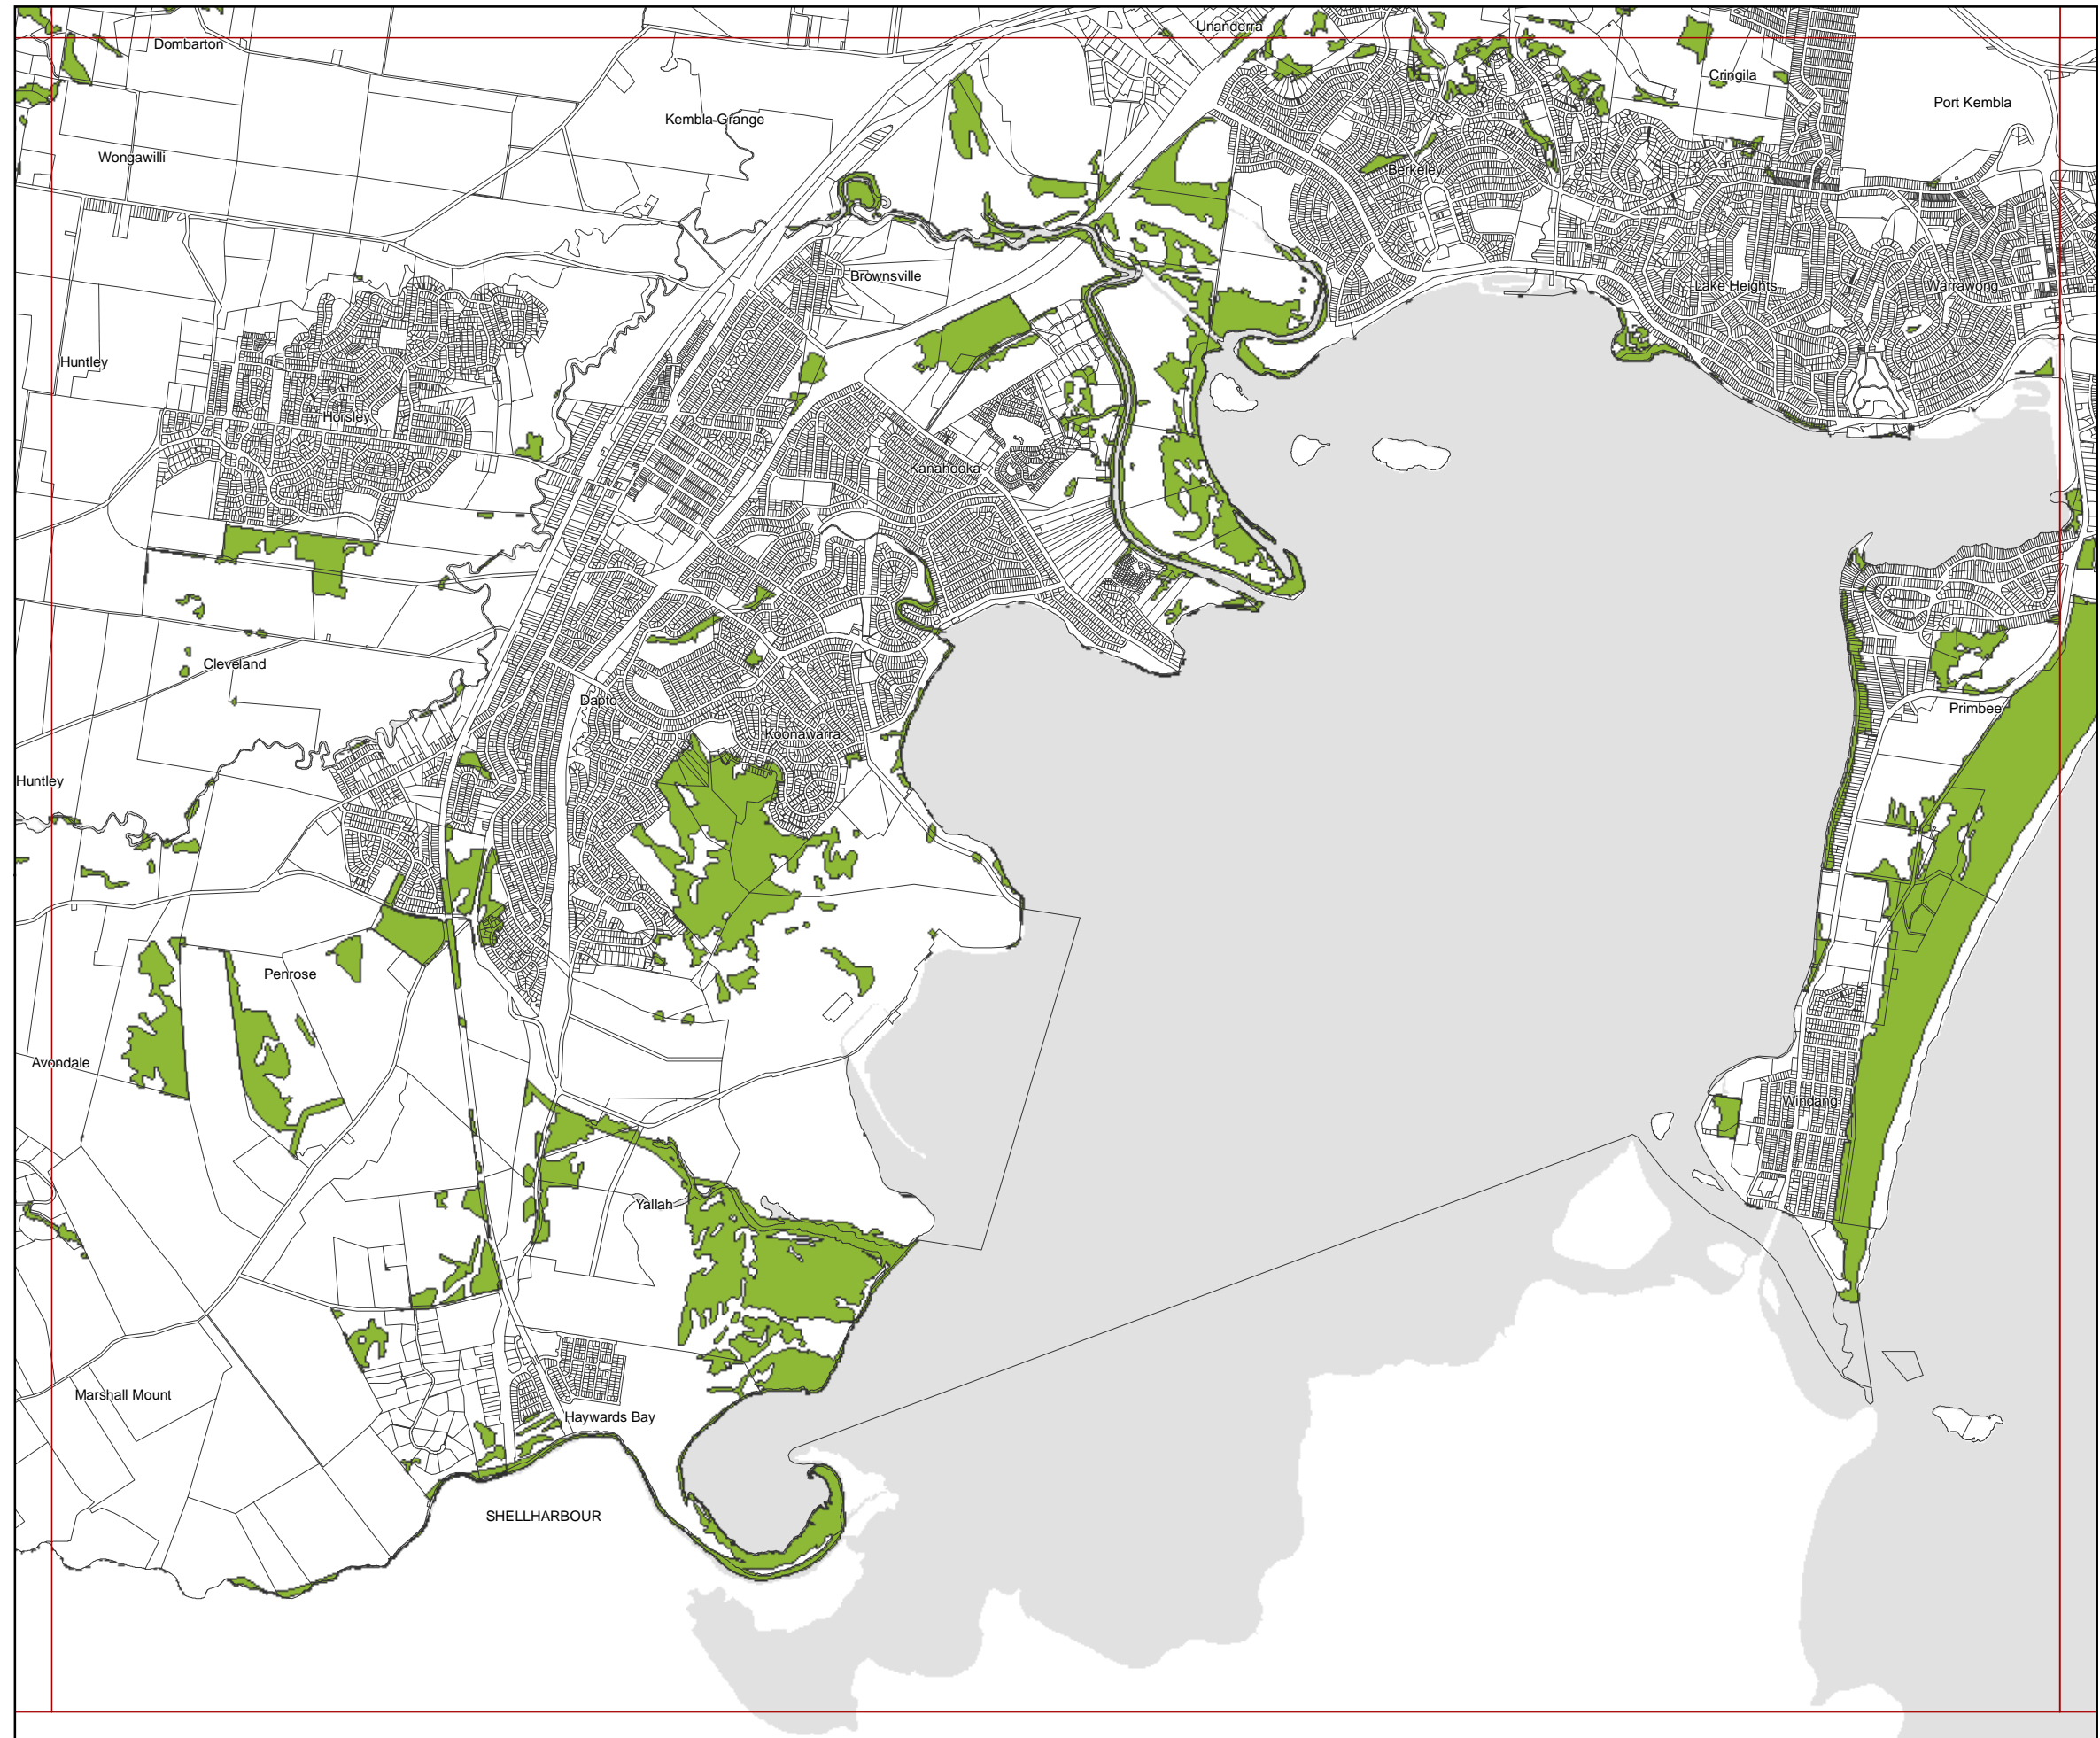 Unanderra
Dombarton
Cringila
Port Kembla
Kembla Grange
Wongawilli
Berkeley
Brownsville
Lake Heights
Warrawong
Huntley
Horsley
Kanahooka
Cleveland
Dapto
Primbee
Koonawarra
Huntley
Penrose
Avondale
Windang
Yallah
Marshall Mount
Haywards Bay
SHELLHARBOUR